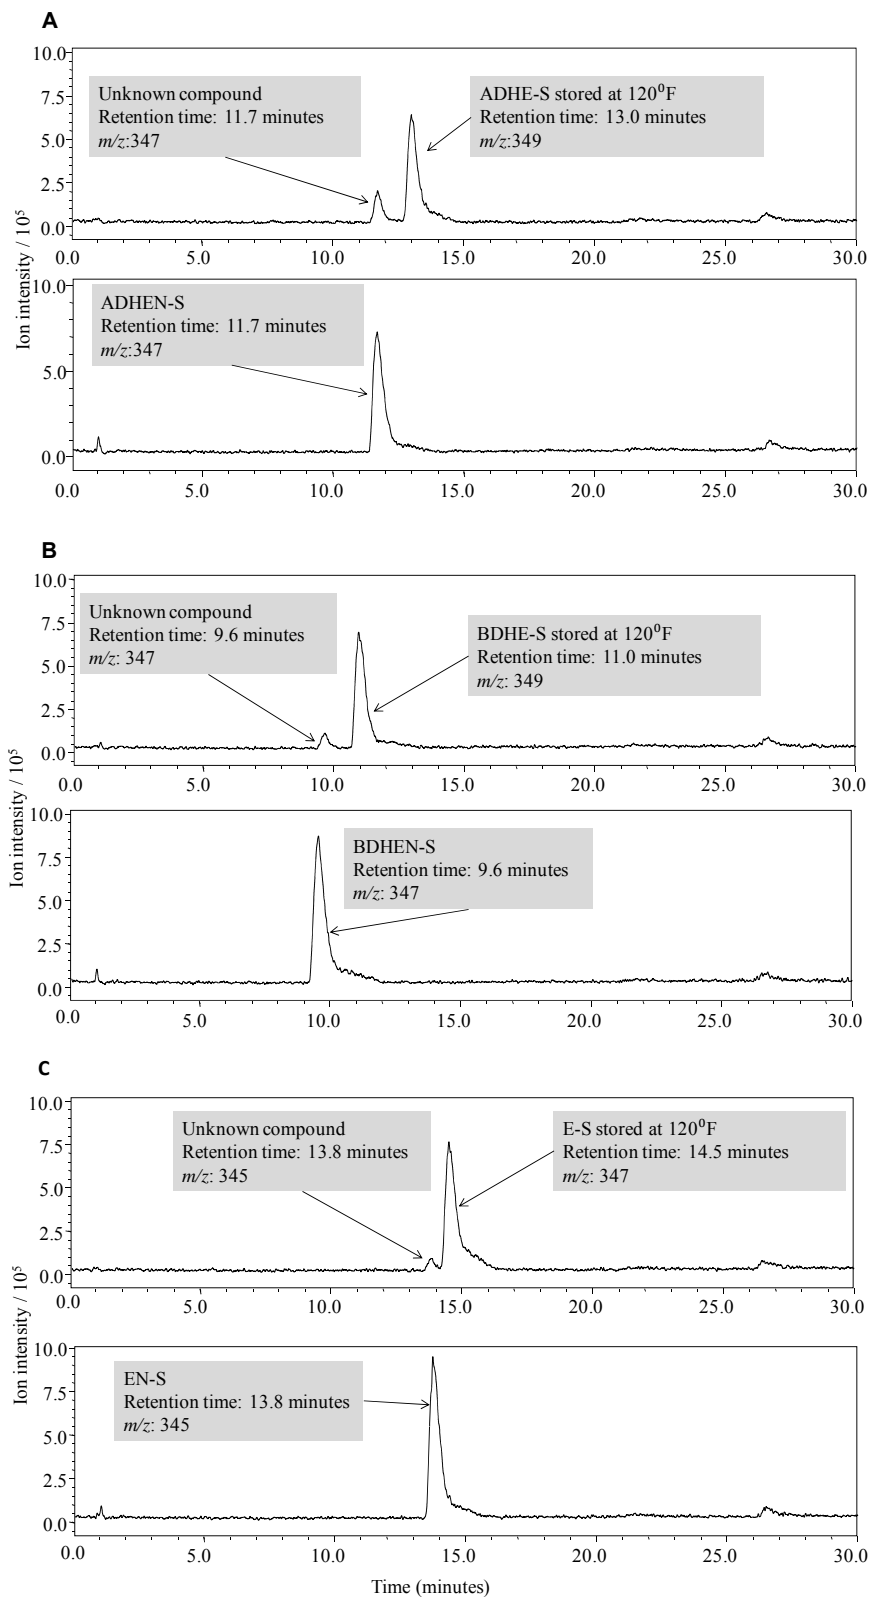 A
10.0
7.5
5.0
2.5
0.0
Unknown compound
Retention time: 11.7 minutes
m/z:347
ADHE-S stored at 120⁰F
Retention time: 13.0 minutes
m/z:349
0.0 5.0 10.0 15.0 20.0 25.0 30.0
Ion intensity / 10⁵
10.0
5.0
0.0
ADHEN-S
Retention time: 11.7 minutes
m/z:347
0.0 5.0 10.0 15.0 20.0 25.0 30.0
B
10.0
7.5
5.0
2.5
0.0
Unknown compound
Retention time: 9.6 minutes
m/z: 347
BDHE-S stored at 120⁰F
Retention time: 11.0 minutes
m/z: 349
0.0 5.0 10.0 15.0 20.0 25.0 30.0
Ion intensity / 10⁵
10.0
7.5
5.0
2.5
0.0
BDHEN-S
Retention time: 9.6 minutes
m/z: 347
0.0 5.0 10.0 15.0 20.0 25.0 30.0
C
10.0
7.5
5.0
2.5
0.0
Unknown compound
Retention time: 13.8 minutes
m/z: 345
E-S stored at 120⁰F
Retention time: 14.5 minutes
m/z: 347
0.0 5.0 10.0 15.0 20.0 25.0 30.0
Ion intensity / 10⁵
10.0
7.5
5.0
2.5
0.0
EN-S
Retention time: 13.8 minutes
m/z: 345
0.0 5.0 10.0 15.0 20.0 25.0 30.0
Time (minutes)